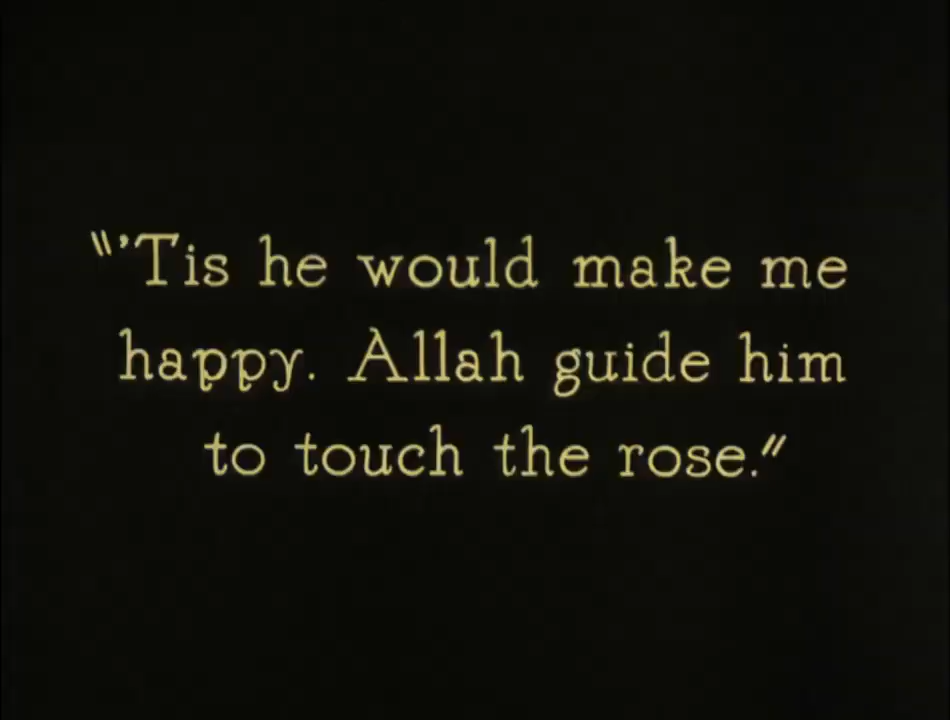 "'Tis he would make me
happy. Allah guide him
to touch the rose."